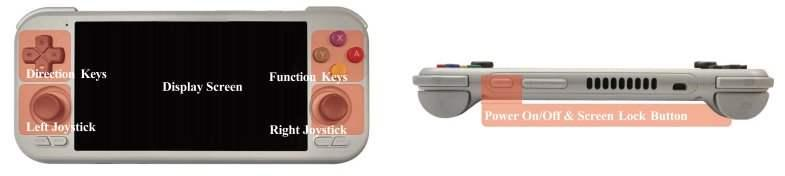 Direction Keys
Display Screen
Function Keys
Left Joystick
Right Joystick
X
Y
A
Power On/Off & Screen Lock Button